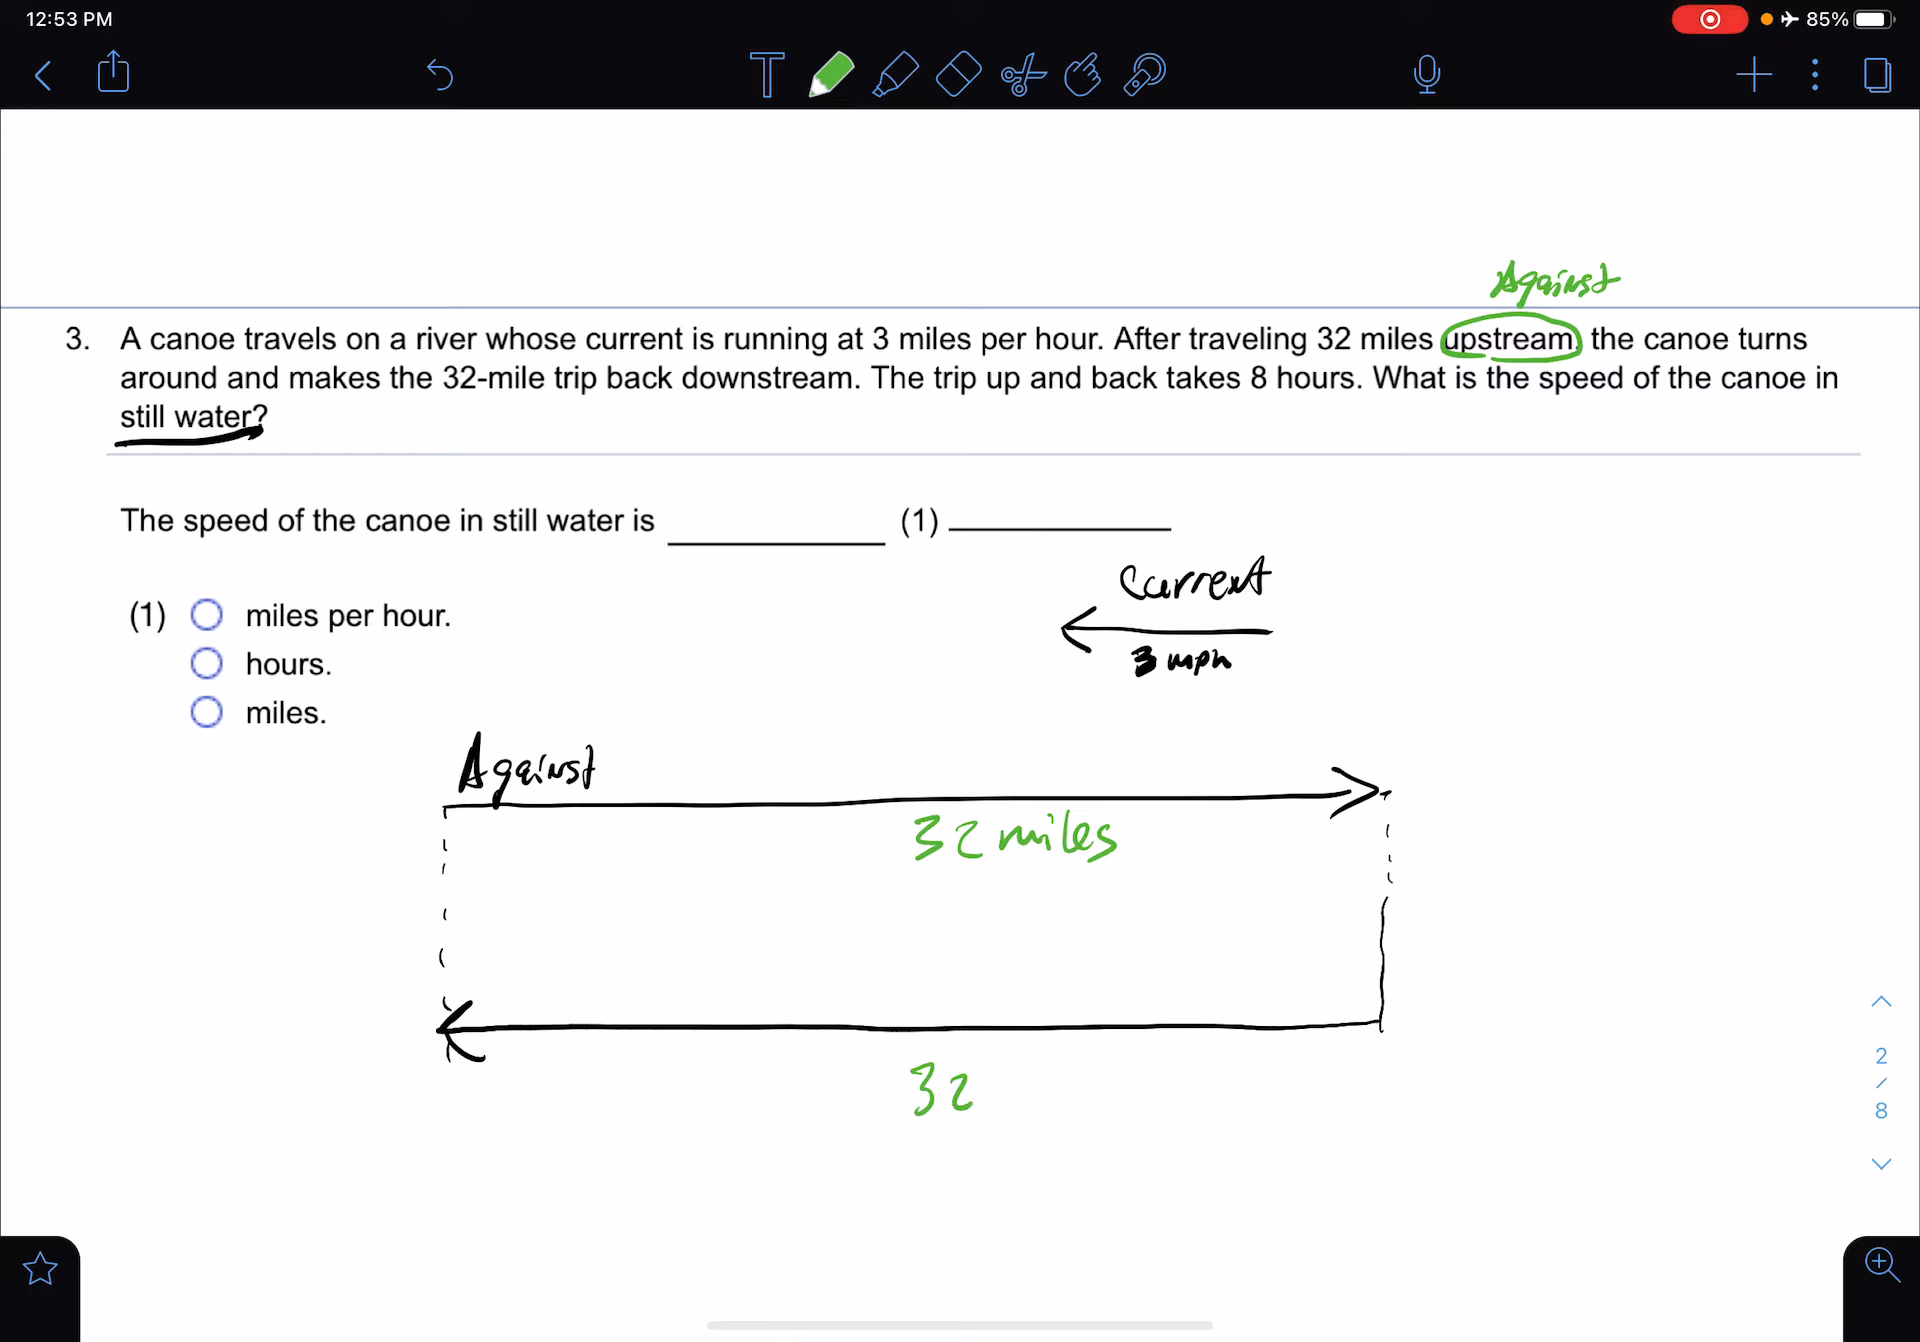 12:53 PM
85%
T
Against
3. A canoe travels on a river whose current is running at 3 miles per hour. After traveling 32 miles upstream, the canoe turns
around and makes the 32-mile trip back downstream. The trip up and back takes 8 hours. What is the speed of the canoe in
still water?
The speed of the canoe in still water is __________ (1) __________
Current
3 mph
(1) miles per hour.
hours.
miles.
Against
32 miles
32
2
/
8